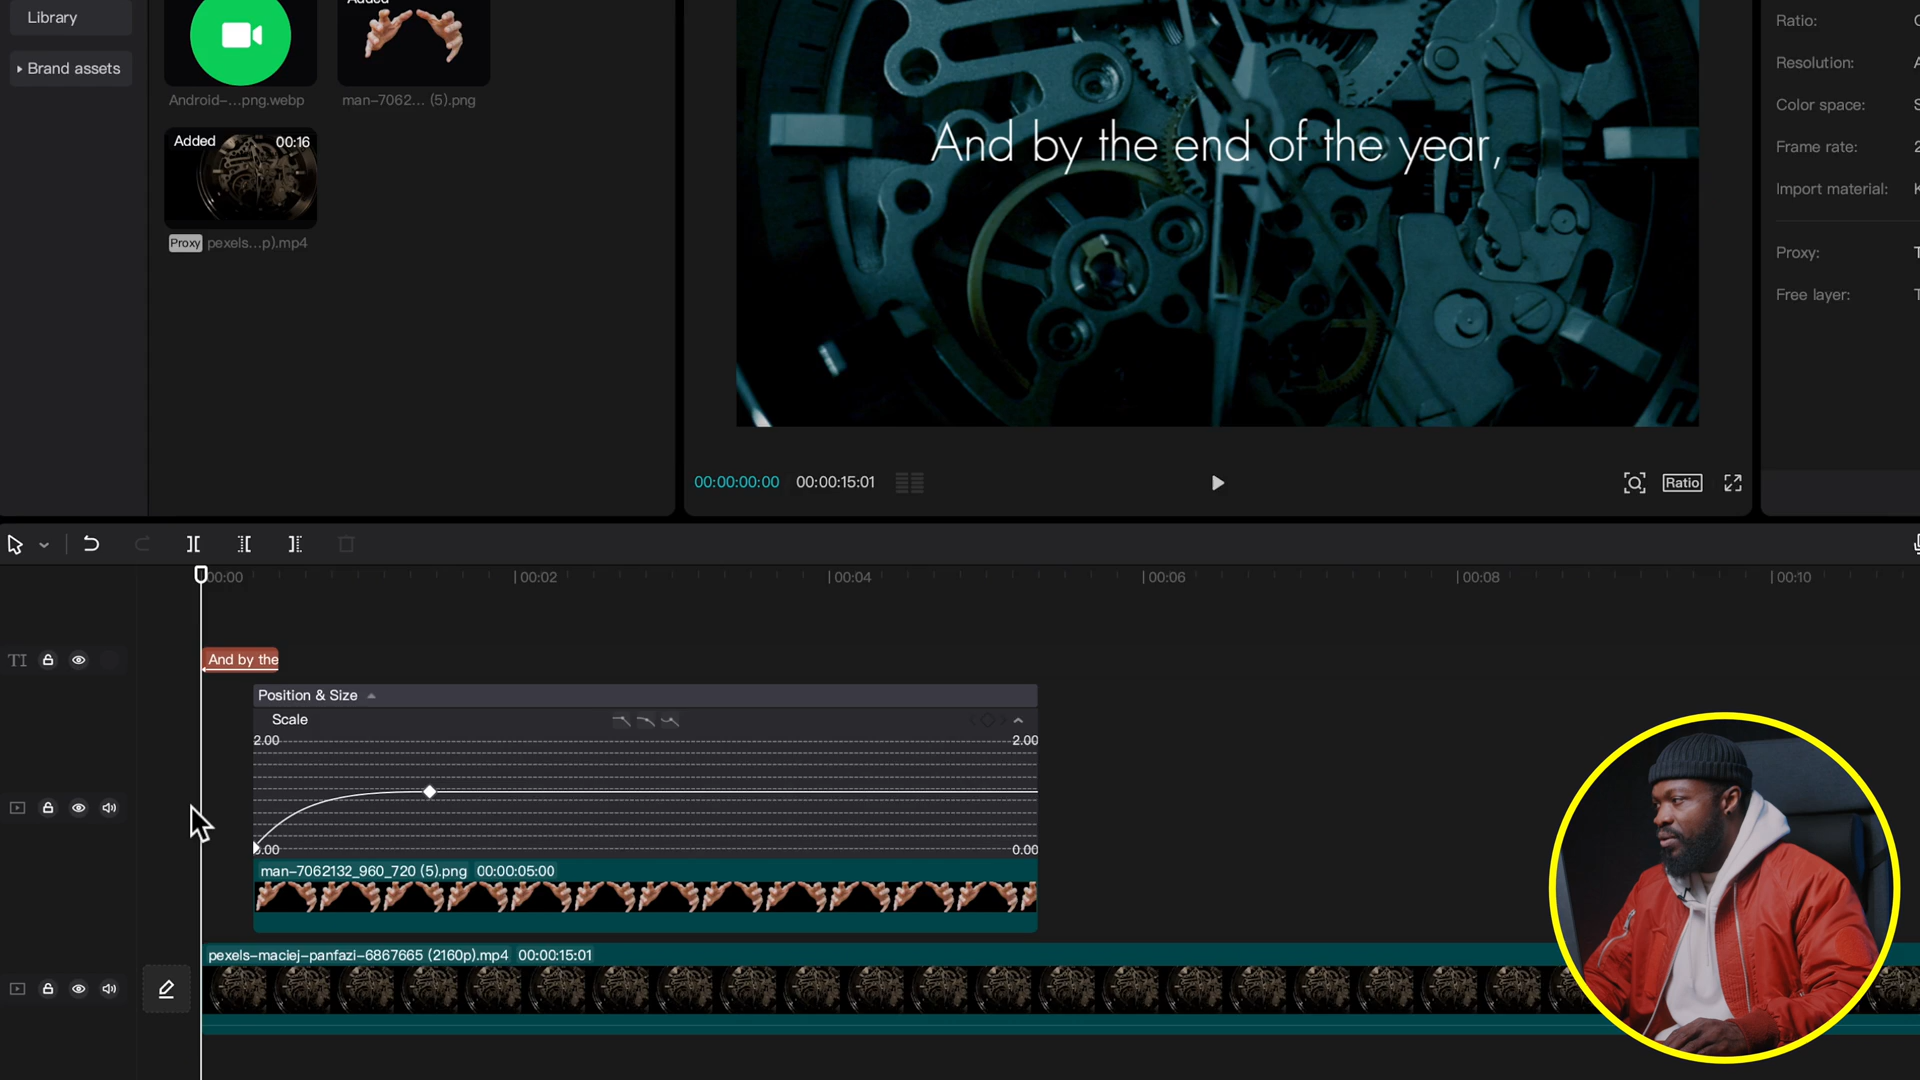 Library
Brand assets
Added
Android-...png.webp
man-7062... (5).png
Added 00:16
Proxy pexels...p).mp4
And by the end of the year,
00:00:00:00 00:00:15:01
Ratio
Ratio:
Resolution:
Color space:
Frame rate:
Import material:
Proxy:
Free layer:
00:00 00:02 00:04 00:06 00:08 00:10
TI And by the
Position & Size
Scale
2.00 2.00
0.00 0.00
man-7062132_960_720 (5).png 00:00:05:00
pexels-maciej-panfazi-6867665 (2160p).mp4 00:00:15:01